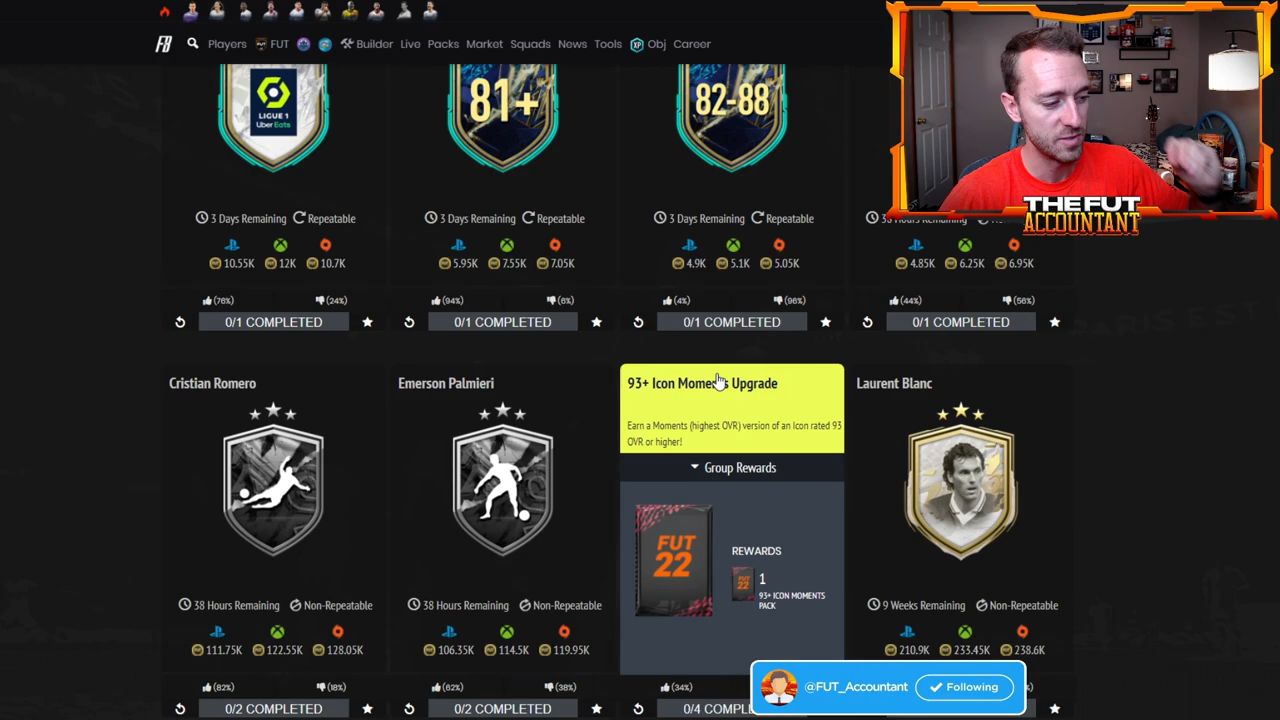 FB Players FUT Builder Live Packs Market Squads News Tools XP Obj Career
LIGUE 1
Uber Eats
81+
82-88
3 Days Remaining Repeatable
3 Days Remaining Repeatable
3 Days Remaining Repeatable
10.55K 12K 10.7K
5.95K 7.55K 7.05K
4.9K 5.1K 5.05K
4.85K 6.25K 6.95K
(76%) (24%)
(94%) (6%)
(4%) (96%)
(44%) (56%)
0/1 COMPLETED
0/1 COMPLETED
0/1 COMPLETED
0/1 COMPLETED
THE FUT
ACCOUNTANT
Cristian Romero
38 Hours Remaining Non-Repeatable
111.75K 122.55K 128.05K
(82%) (18%)
0/2 COMPLETED
Emerson Palmieri
38 Hours Remaining Non-Repeatable
106.35K 114.5K 119.95K
(62%) (38%)
0/2 COMPLETED
93+ Icon Moments Upgrade
Earn a Moments (highest OVR) version of an Icon rated 93
OVR or higher!
Group Rewards
FUT
22
REWARDS
1
93+ ICON MOMENTS
PACK
(34%)
0/4
Laurent Blanc
9 Weeks Remaining Non-Repeatable
210.9K 233.45K 238.6K
@FUT_Accountant Following